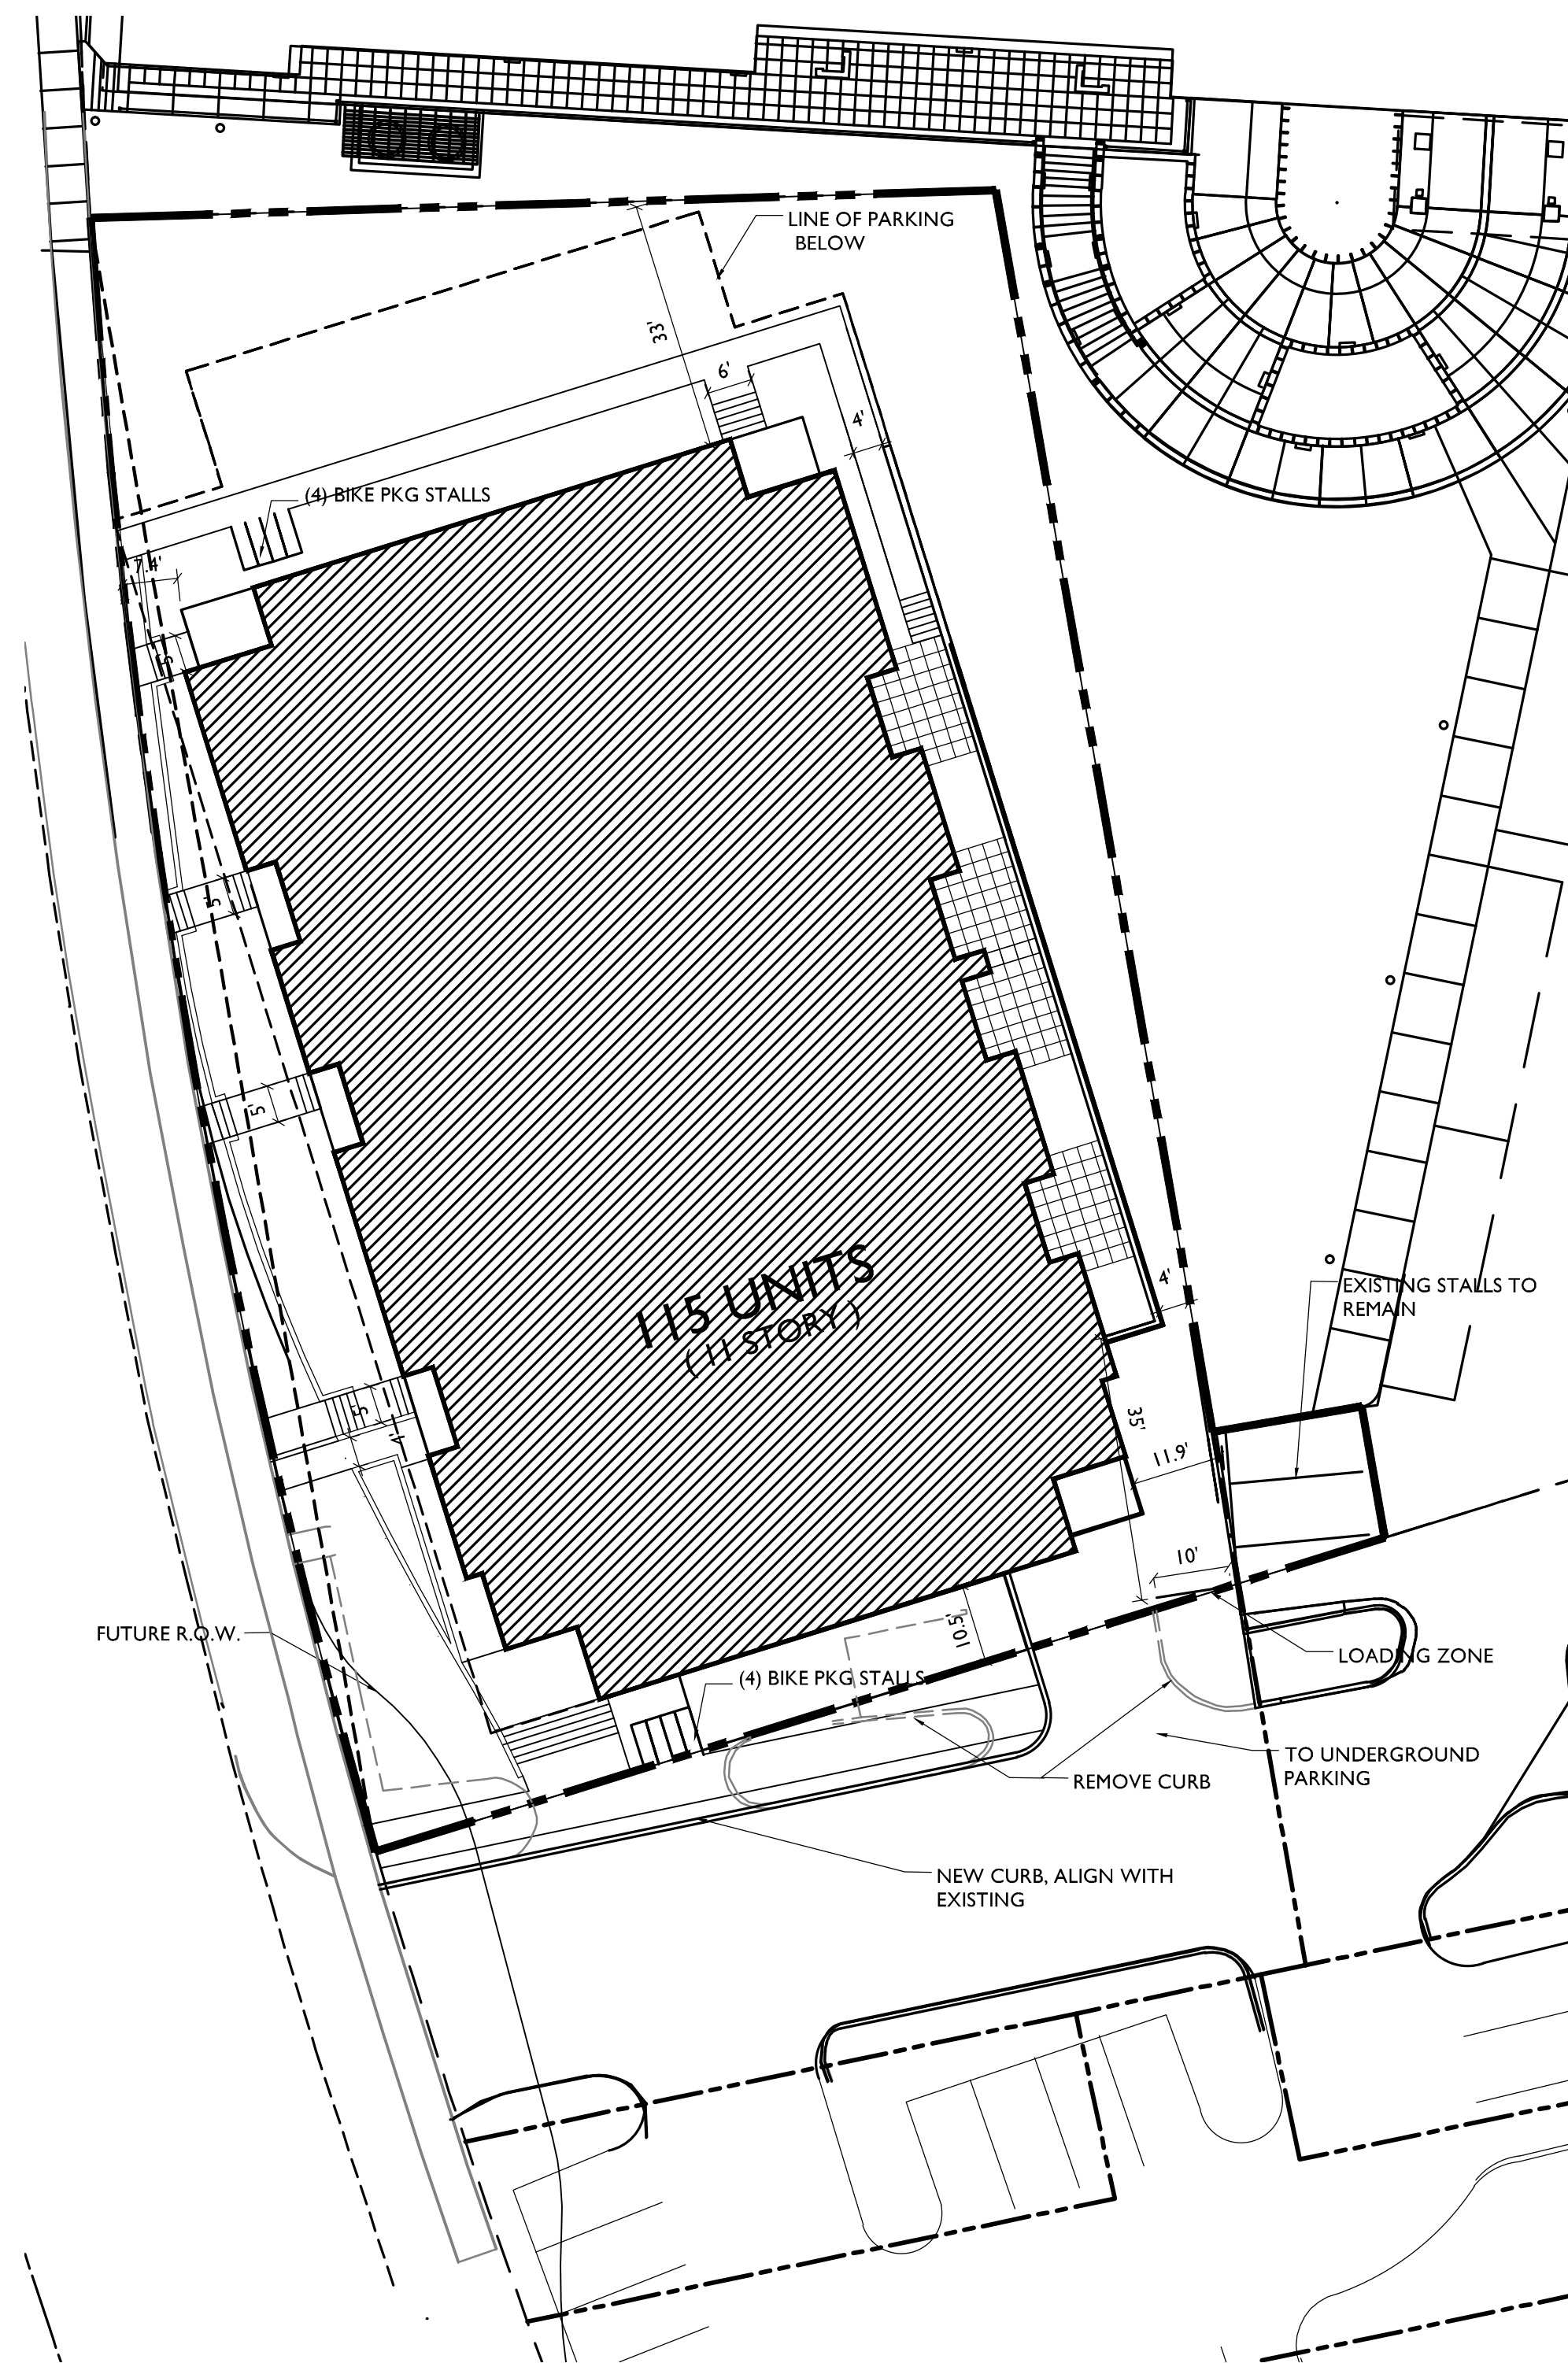 LINE OF PARKING
BELOW
33'
6'
4'
(4) BIKE PKG STALLS
7.4'
5'
5'
5'
115 UNITS
( 11 STORY )
4'
EXISTING STALLS TO
REMAIN
5'
4'
35'
11.9'
10'
FUTURE R.O.W.
10.5'
LOADING ZONE
(4) BIKE PKG STALLS
TO UNDERGROUND
PARKING
REMOVE CURB
NEW CURB, ALIGN WITH
EXISTING